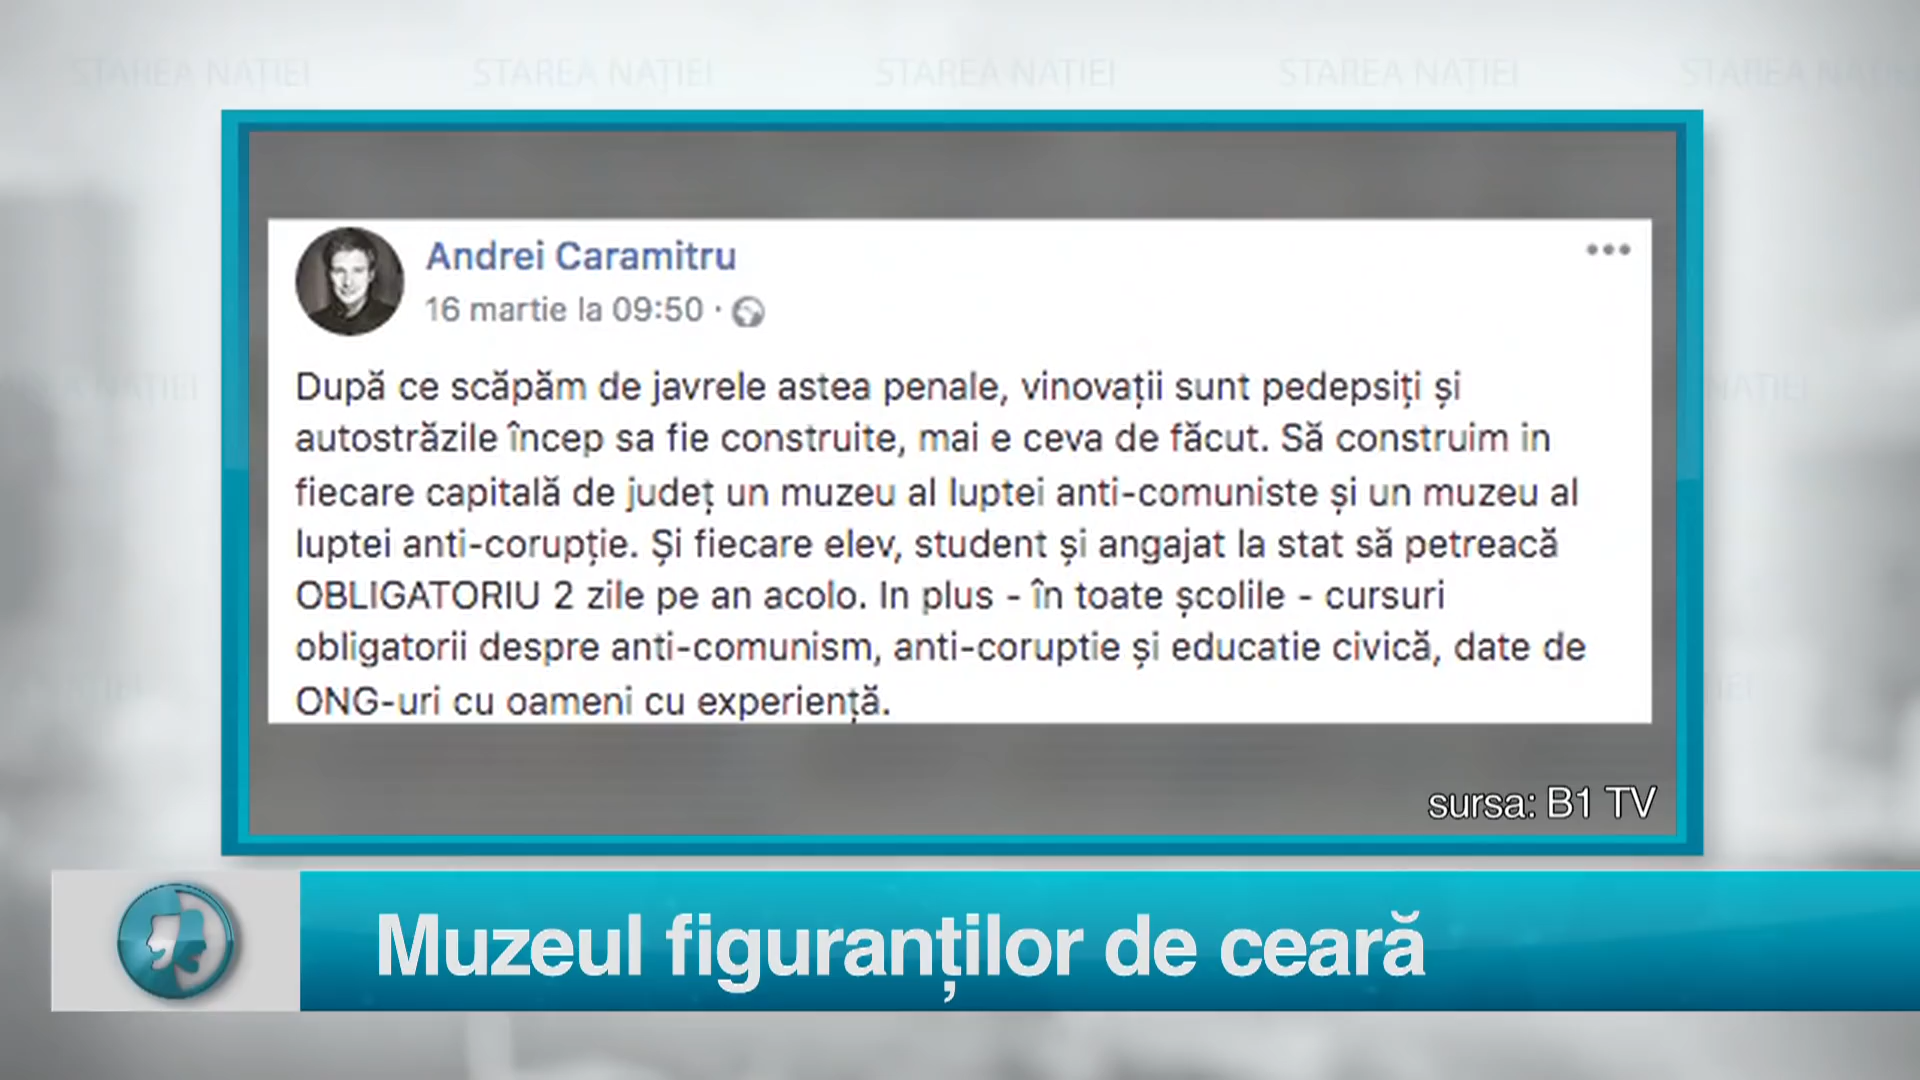 STAREA NAȚIEI STAREA NAȚIEI STAREA NAȚIEI STAREA NAȚIEI STAREA
Andrei Caramitru
16 martie la 09:50 ·
După ce scăpăm de javrele astea penale, vinovații sunt pedepsiți și
autostrăzile încep sa fie construite, mai e ceva de făcut. Să construim in
fiecare capitală de județ un muzeu al luptei anti-comuniste și un muzeu al
luptei anti-corupție. Și fiecare elev, student și angajat la stat să petreacă
OBLIGATORIU 2 zile pe an acolo. In plus - în toate școlile - cursuri
obligatorii despre anti-comunism, anti-coruptie și educatie civică, date de
ONG-uri cu oameni cu experiență.
sursa: B1 TV
Muzeul figuranților de ceară